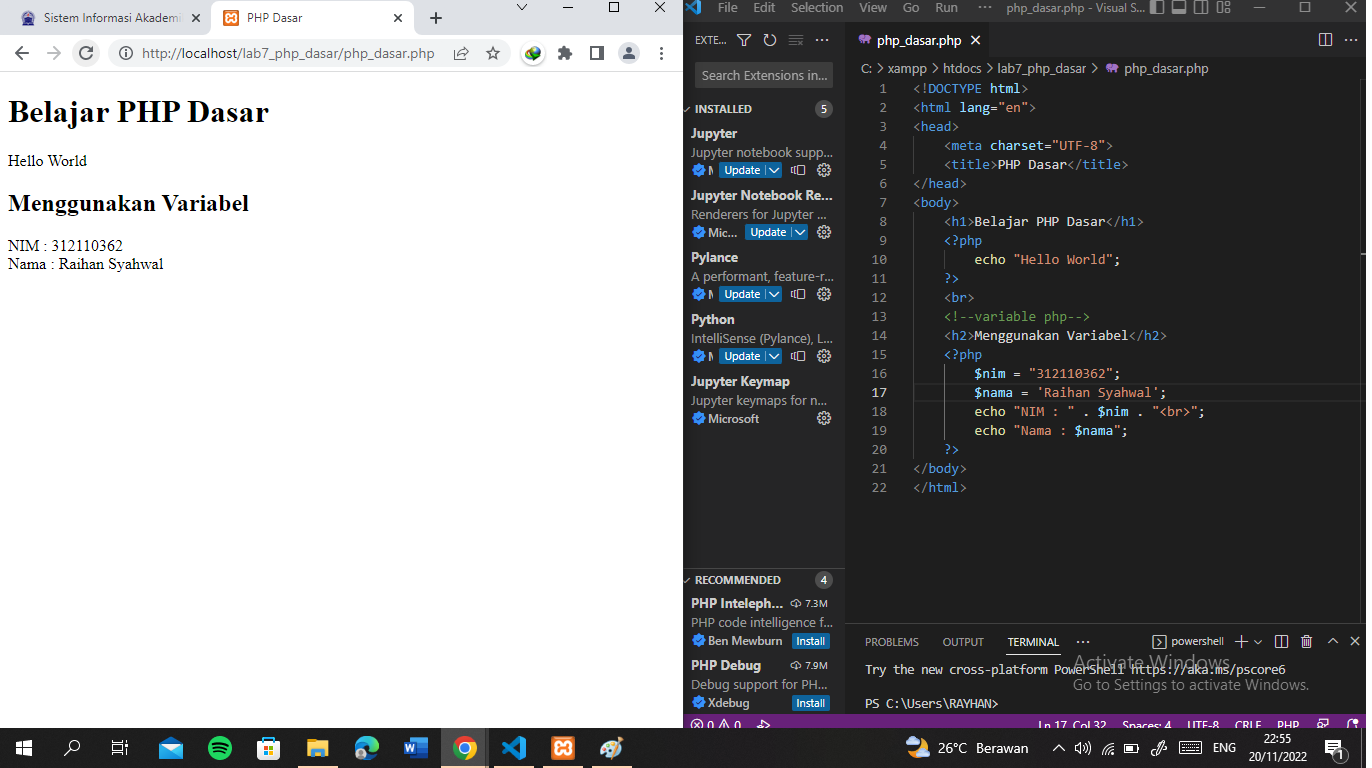 Sistem Informasi Akademi
PHP Dasar
http://localhost/lab7_php_dasar/php_dasar.php
Belajar PHP Dasar
Hello World
Menggunakan Variabel
NIM : 312110362
Nama : Raihan Syahwal
File Edit Selection View Go Run ··· php_dasar.php - Visual S...
EXTE...
Search Extensions in...
INSTALLED 5
Jupyter
Jupyter notebook supp...
Update
Jupyter Notebook Re...
Renderers for Jupyter ...
Mic... Update
Pylance
A performant, feature-r...
Update
Python
IntelliSense (Pylance), L...
Update
Jupyter Keymap
Jupyter keymaps for n...
Microsoft
RECOMMENDED 4
PHP Inteleph... 7.3M
PHP code intelligence f...
Ben Mewburn Install
PHP Debug 7.9M
Debug support for PH...
Xdebug Install
php_dasar.php
C: > xampp > htdocs > lab7_php_dasar > php_dasar.php
1 <!DOCTYPE html>
2 <html lang="en">
3 <head>
4 <meta charset="UTF-8">
5 <title>PHP Dasar</title>
6 </head>
7 <body>
8 <h1>Belajar PHP Dasar</h1>
9 <?php
10 echo "Hello World";
11 ?>
12 <br>
13 <!--variable php-->
14 <h2>Menggunakan Variabel</h2>
15 <?php
16 $nim = "312110362";
17 $nama = 'Raihan Syahwal';
18 echo "NIM : " . $nim . "<br>";
19 echo "Nama : $nama";
20 ?>
21 </body>
22 </html>
PROBLEMS OUTPUT TERMINAL ··· powershell
Try the new cross-platform PowerShell https://aka.ms/pscore6
PS C:\Users\RAYHAN>
Activate Windows
Go to Settings to activate Windows.
0 0 Ln 17, Col 32 Spaces: 4 UTF-8 CRLF PHP
26°C Berawan ENG 22:55
20/11/2022 1